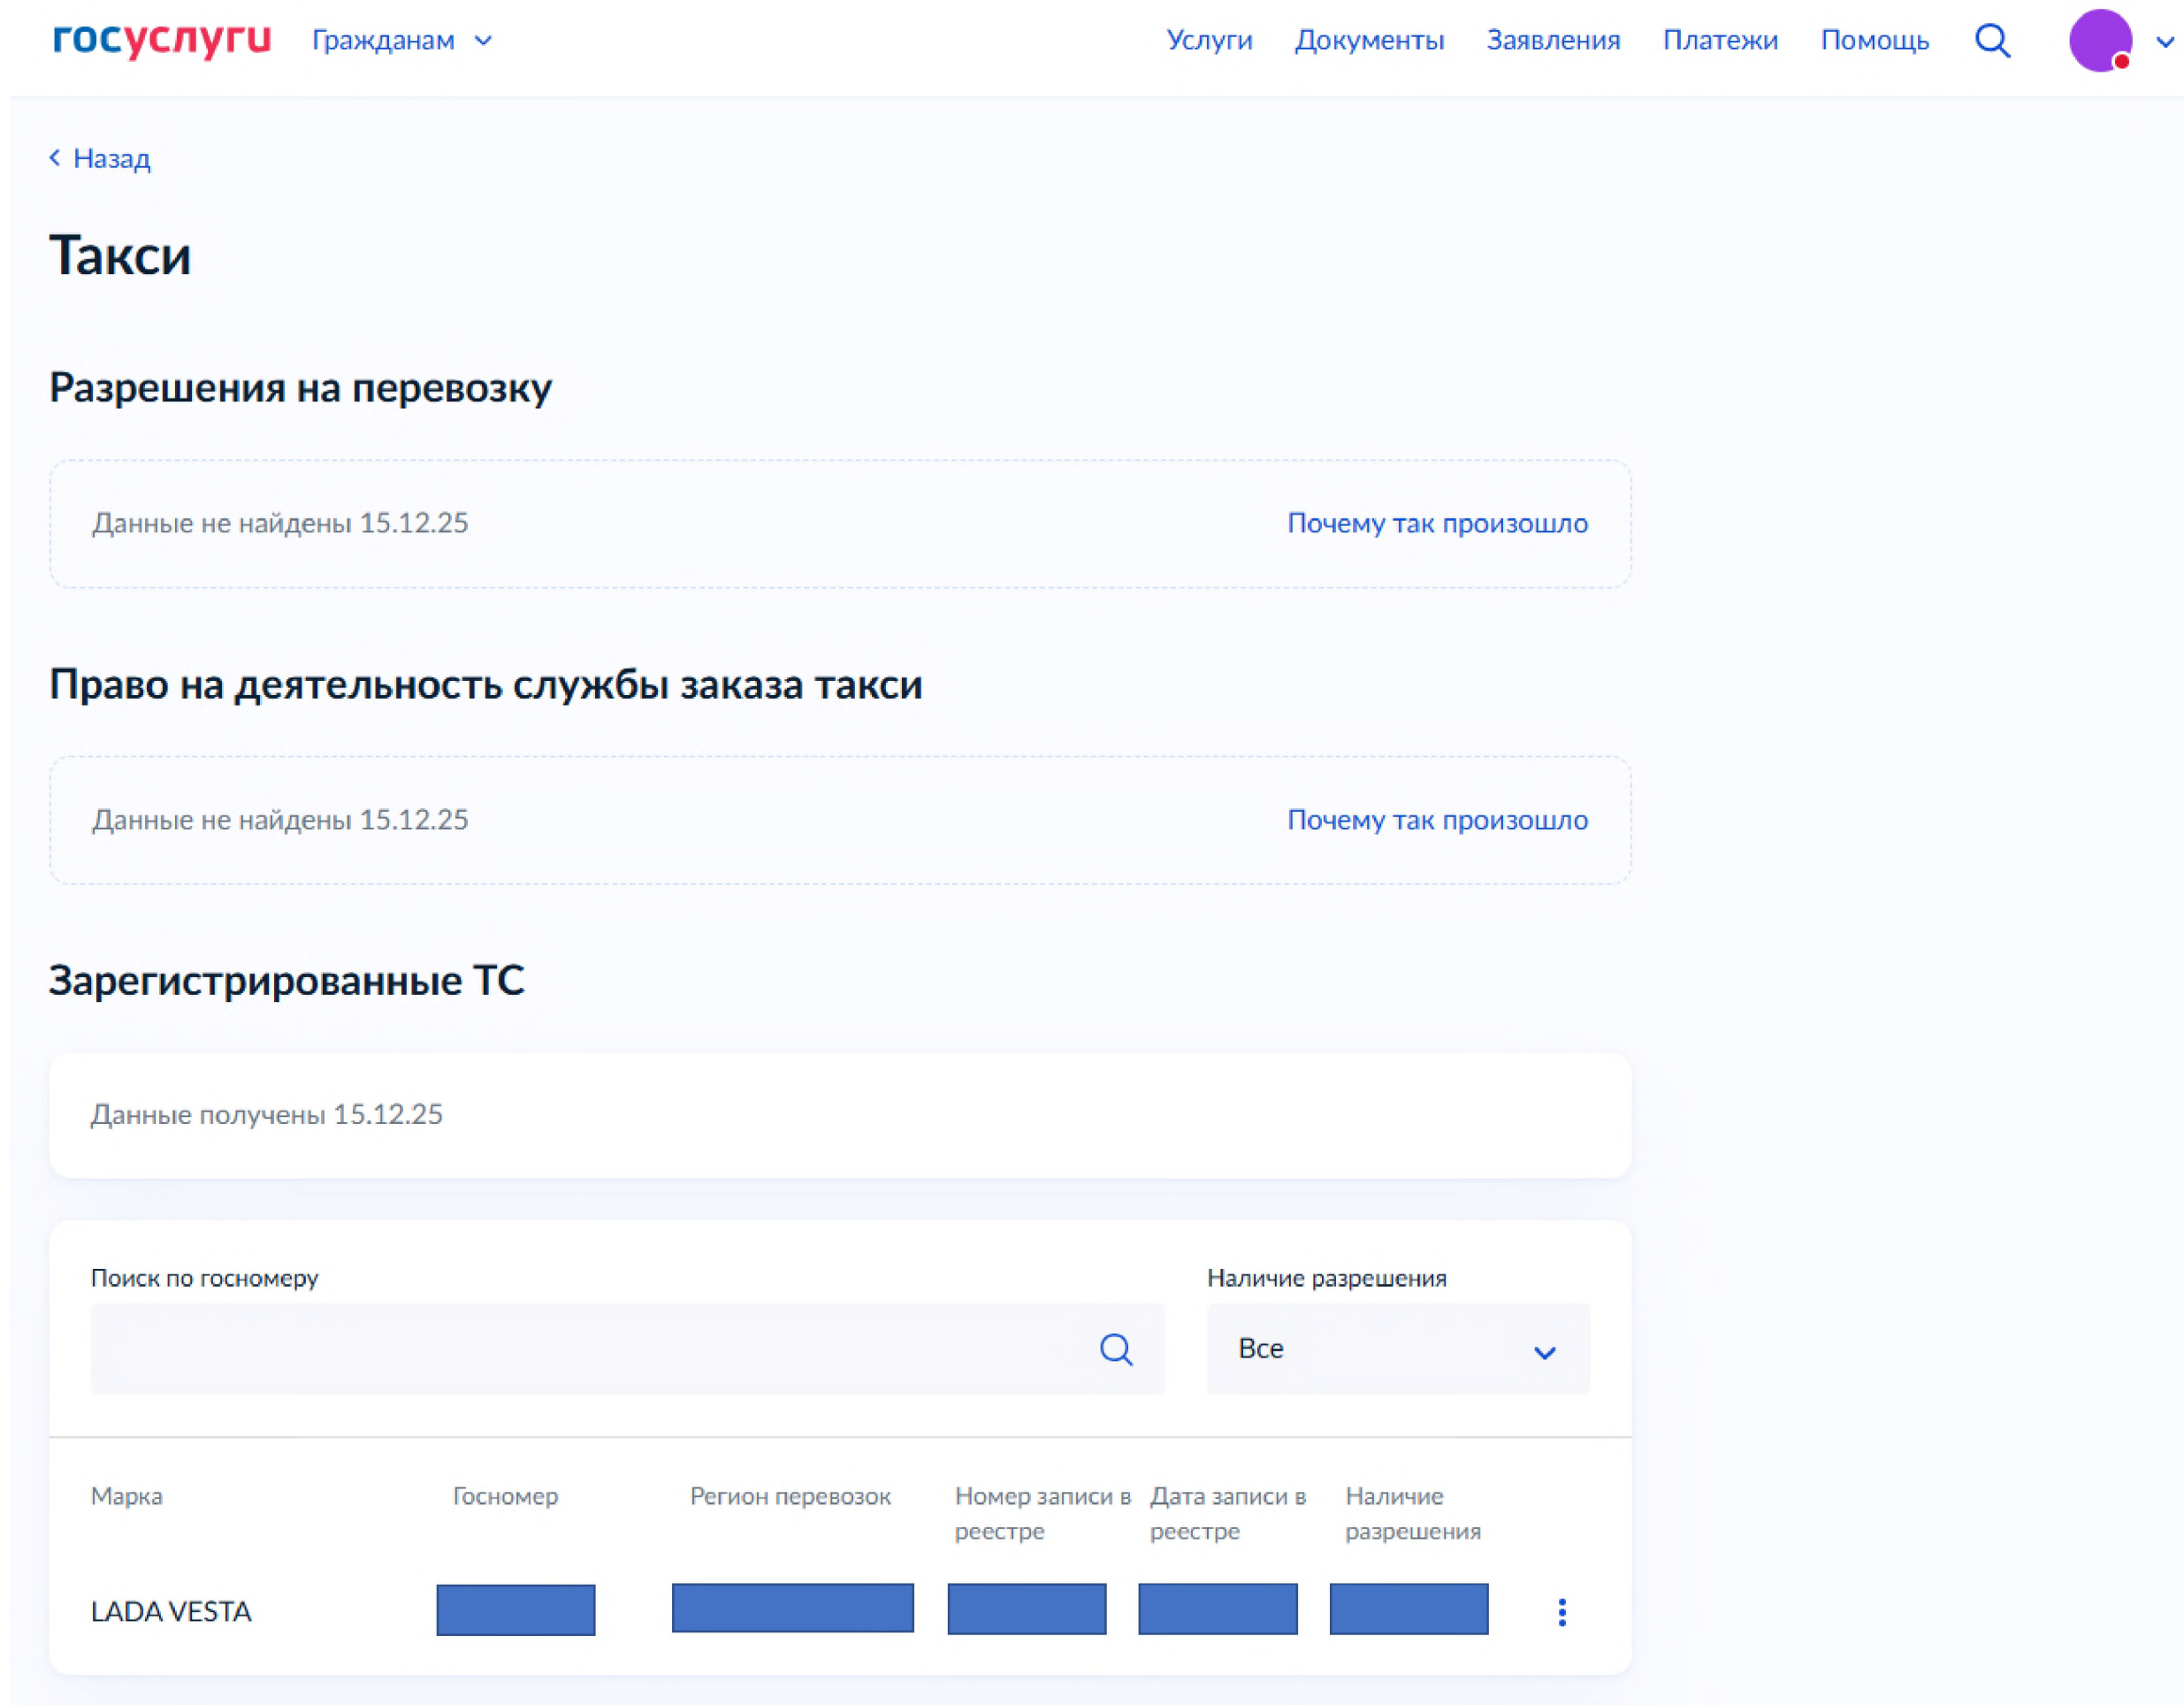 госуслуги Гражданам Услуги Документы Заявления Платежи Помощь
Назад
Такси
Разрешения на перевозку
Данные не найдены 15.12.25 Почему так произошло
Право на деятельность службы заказа такси
Данные не найдены 15.12.25 Почему так произошло
Зарегистрированные ТС
Данные получены 15.12.25
Поиск по госномеру Наличие разрешения
Все
Марка Госномер Регион перевозок Номер записи в Дата записи в Наличие
реестре реестре разрешения
LADA VESTA